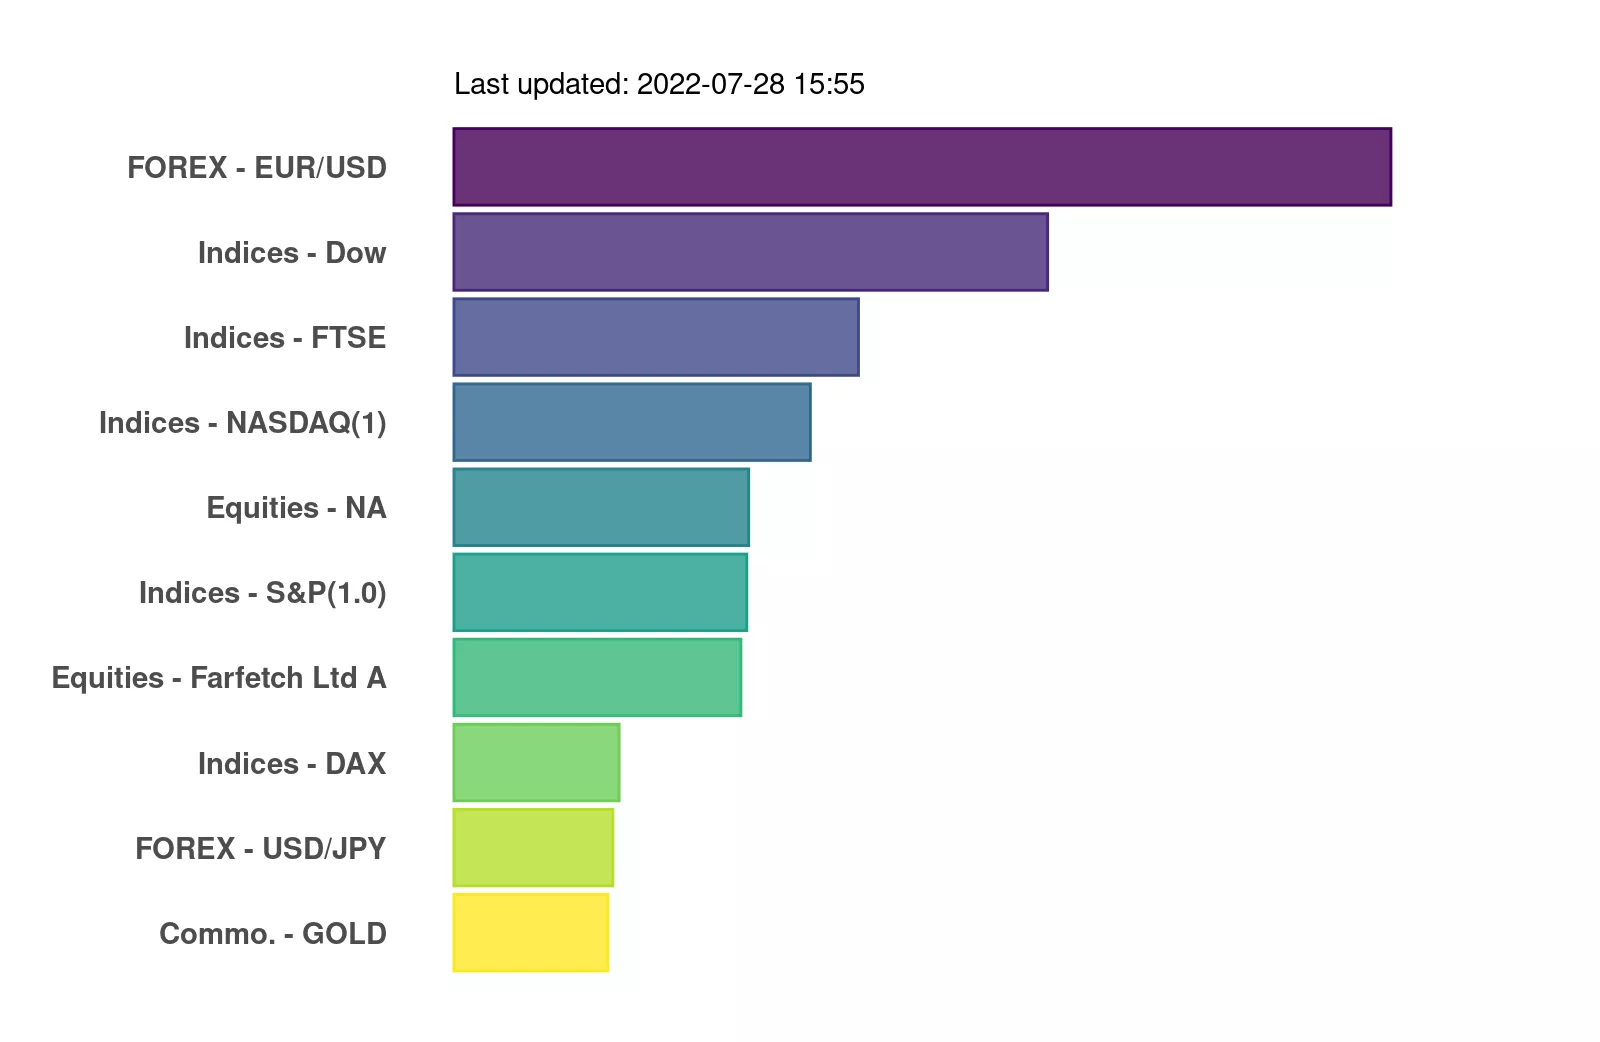 Last updated: 2022-07-28 15:55
FOREX - EUR/USD
Indices - Dow
Indices - FTSE
Indices - NASDAQ(1)
Equities - NA
Indices - S&P(1.0)
Equities - Farfetch Ltd A
Indices - DAX
FOREX - USD/JPY
Commo. - GOLD